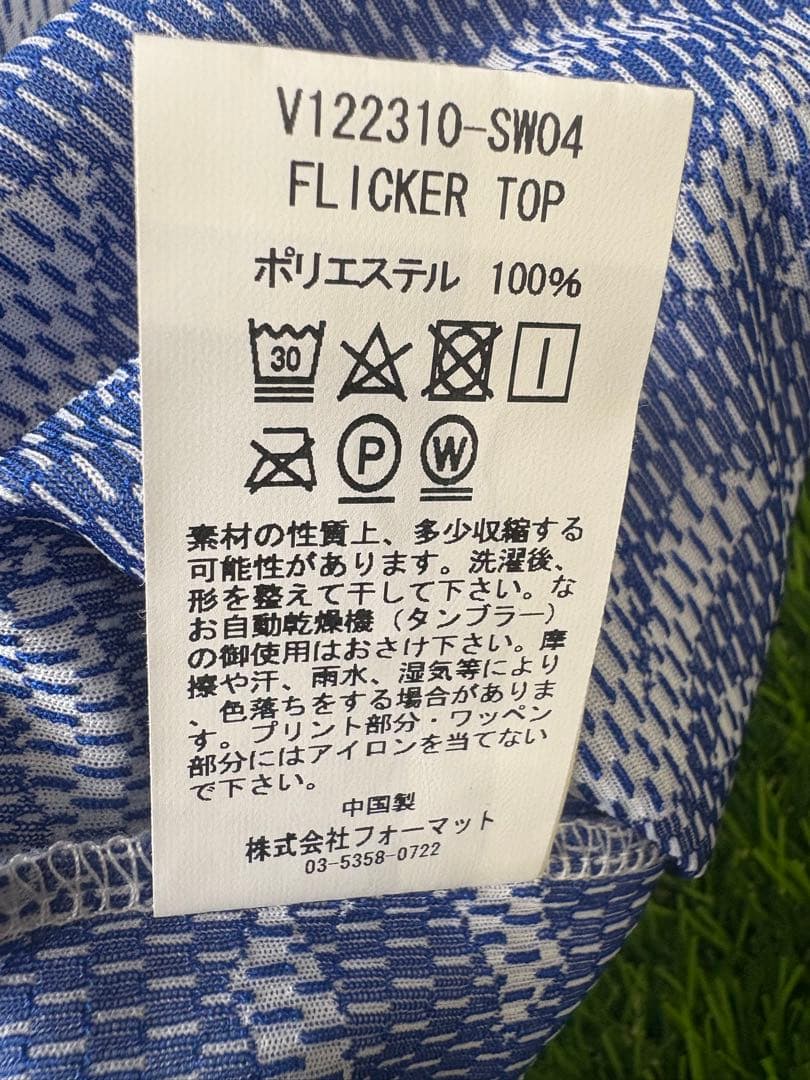 V122310-SW04
FLICKER TOP
ポリエステル 100%
30
P W
素材の性質上、多少収縮する
可能性があります。洗濯後、
形を整えて干して下さい。な
お自動乾燥機（タンブラー）
の御使用はおさけ下さい。摩
擦や汗、雨水、湿気等により
、色落ちをする場合がありま
す。プリント部分・ワッペン
部分にはアイロンを当てない
で下さい。
中国製
株式会社フォーマット
03-5358-0722